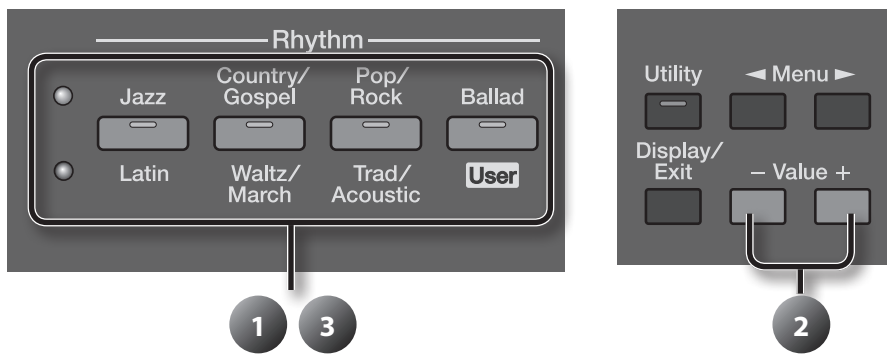 Rhythm
Jazz
Country/
Gospel
Pop/
Rock
Ballad
Latin
Waltz/
March
Trad/
Acoustic
User
1 3
Utility
◄ Menu ►
Display/
Exit
– Value +
2